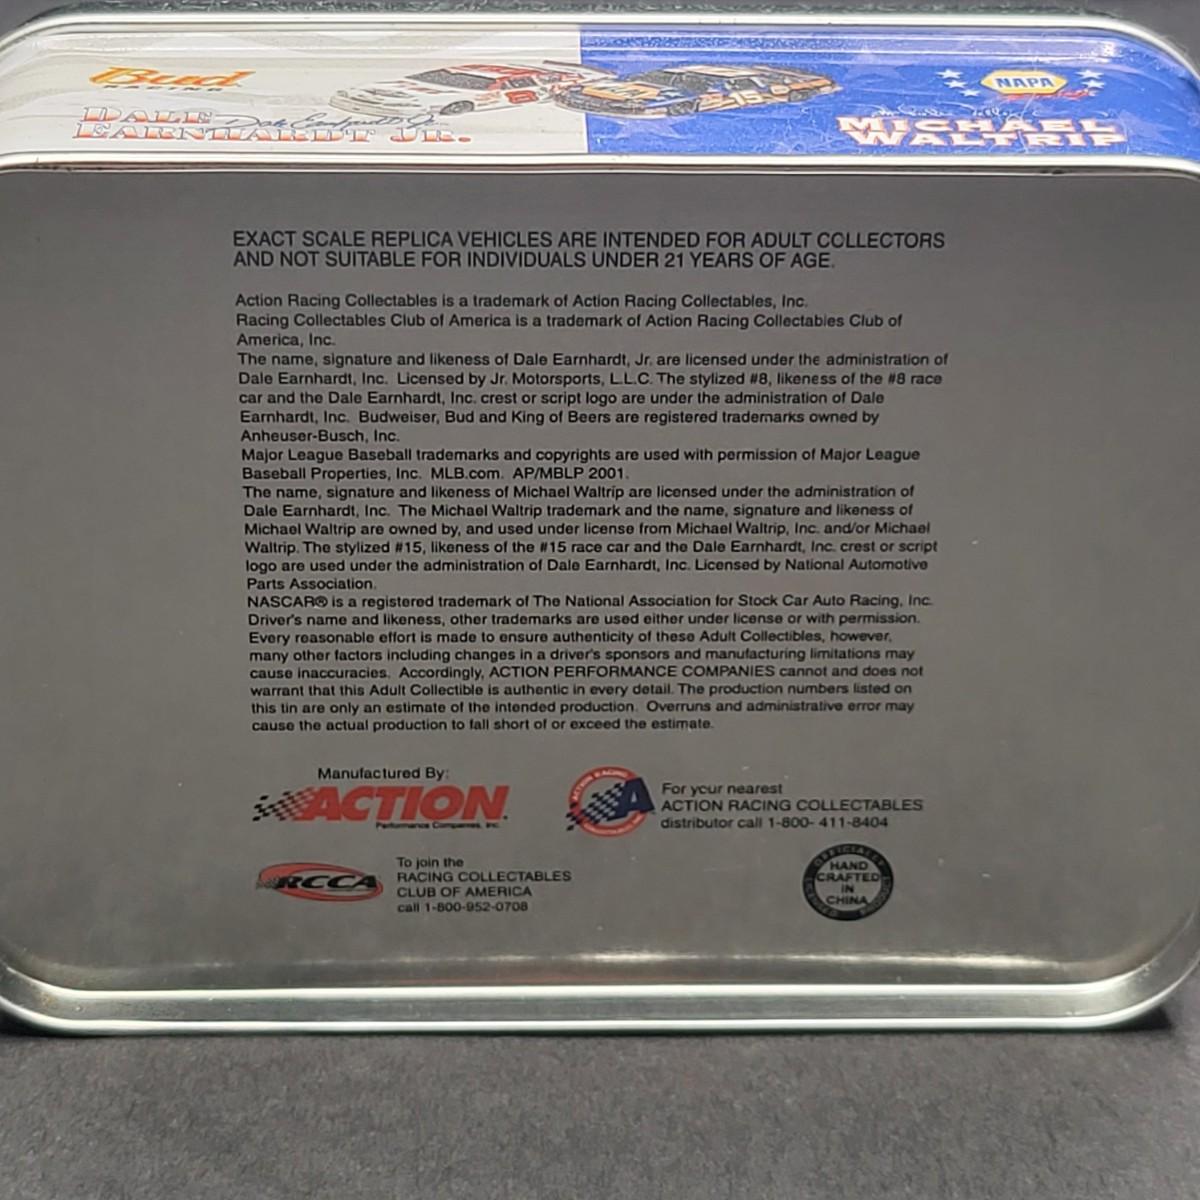 Bud
RACING
DALE
EARNHARDT JR.
8
15
NAPA
MICHAEL
WALTRIP
EXACT SCALE REPLICA VEHICLES ARE INTENDED FOR ADULT COLLECTORS
AND NOT SUITABLE FOR INDIVIDUALS UNDER 21 YEARS OF AGE.
Action Racing Collectables is a trademark of Action Racing Collectables, Inc.
Racing Collectables Club of America is a trademark of Action Racing Collectables Club of
America, Inc.
The name, signature and likeness of Dale Earnhardt, Jr. are licensed under the administration of
Dale Earnhardt, Inc. Licensed by Jr. Motorsports, L.L.C. The stylized #8, likeness of the #8 race
car and the Dale Earnhardt, Inc. crest or script logo are under the administration of Dale
Earnhardt, Inc. Budweiser, Bud and King of Beers are registered trademarks owned by
Anheuser-Busch, Inc.
Major League Baseball trademarks and copyrights are used with permission of Major League
Baseball Properties, Inc. MLB.com. AP/MBLP 2001.
The name, signature and likeness of Michael Waltrip are licensed under the administration of
Dale Earnhardt, Inc. The Michael Waltrip trademark and the name, signature and likeness of
Michael Waltrip are owned by, and used under license from Michael Waltrip, Inc. and/or Michael
Waltrip. The stylized #15, likeness of the #15 race car and the Dale Earnhardt, Inc. crest or script
logo are used under the administration of Dale Earnhardt, Inc. Licensed by National Automotive
Parts Association.
NASCAR® is a registered trademark of The National Association for Stock Car Auto Racing, Inc.
Driver's name and likeness, other trademarks are used either under license or with permission.
Every reasonable effort is made to ensure authenticity of these Adult Collectibles, however,
many other factors including changes in a driver's sponsors and manufacturing limitations may
cause inaccuracies. Accordingly, ACTION PERFORMANCE COMPANIES cannot and does not
warrant that this Adult Collectible is authentic in every detail. The production numbers listed on
this tin are only an estimate of the intended production. Overruns and administrative error may
cause the actual production to fall short of or exceed the estimate.
Manufactured By:
ACTION
Performance Companies, Inc.
ACTION RACING
A
For your nearest
ACTION RACING COLLECTABLES
distributor call 1-800- 411-8404
RCCA
To join the
RACING COLLECTABLES
CLUB OF AMERICA
call 1-800-952-0708
OFFICIALLY
LICENSED PRODUCT
HAND
CRAFTED
IN
CHINA